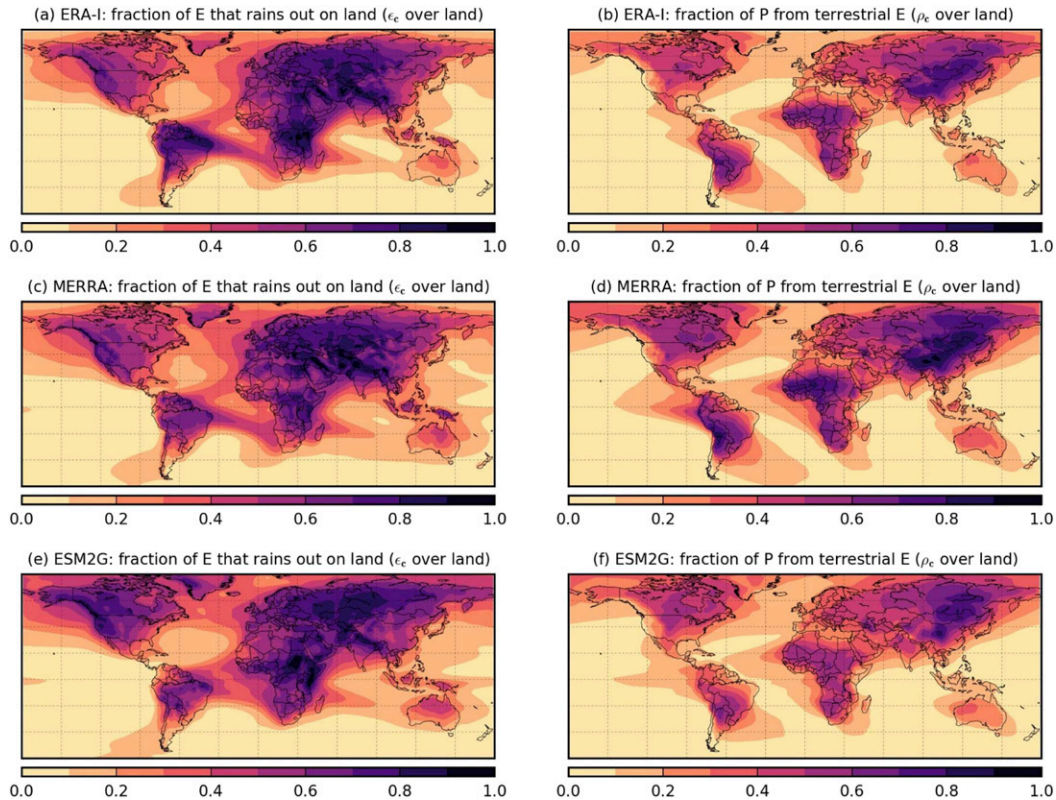 (a) ERA-I: fraction of E that rains out on land (ϵc over land)
(b) ERA-I: fraction of P from terrestrial E (ρc over land)
0.0 0.2 0.4 0.6 0.8 1.0
0.0 0.2 0.4 0.6 0.8 1.0
(c) MERRA: fraction of E that rains out on land (ϵc over land)
(d) MERRA: fraction of P from terrestrial E (ρc over land)
0.0 0.2 0.4 0.6 0.8 1.0
0.0 0.2 0.4 0.6 0.8 1.0
(e) ESM2G: fraction of E that rains out on land (ϵc over land)
(f) ESM2G: fraction of P from terrestrial E (ρc over land)
0.0 0.2 0.4 0.6 0.8 1.0
0.0 0.2 0.4 0.6 0.8 1.0